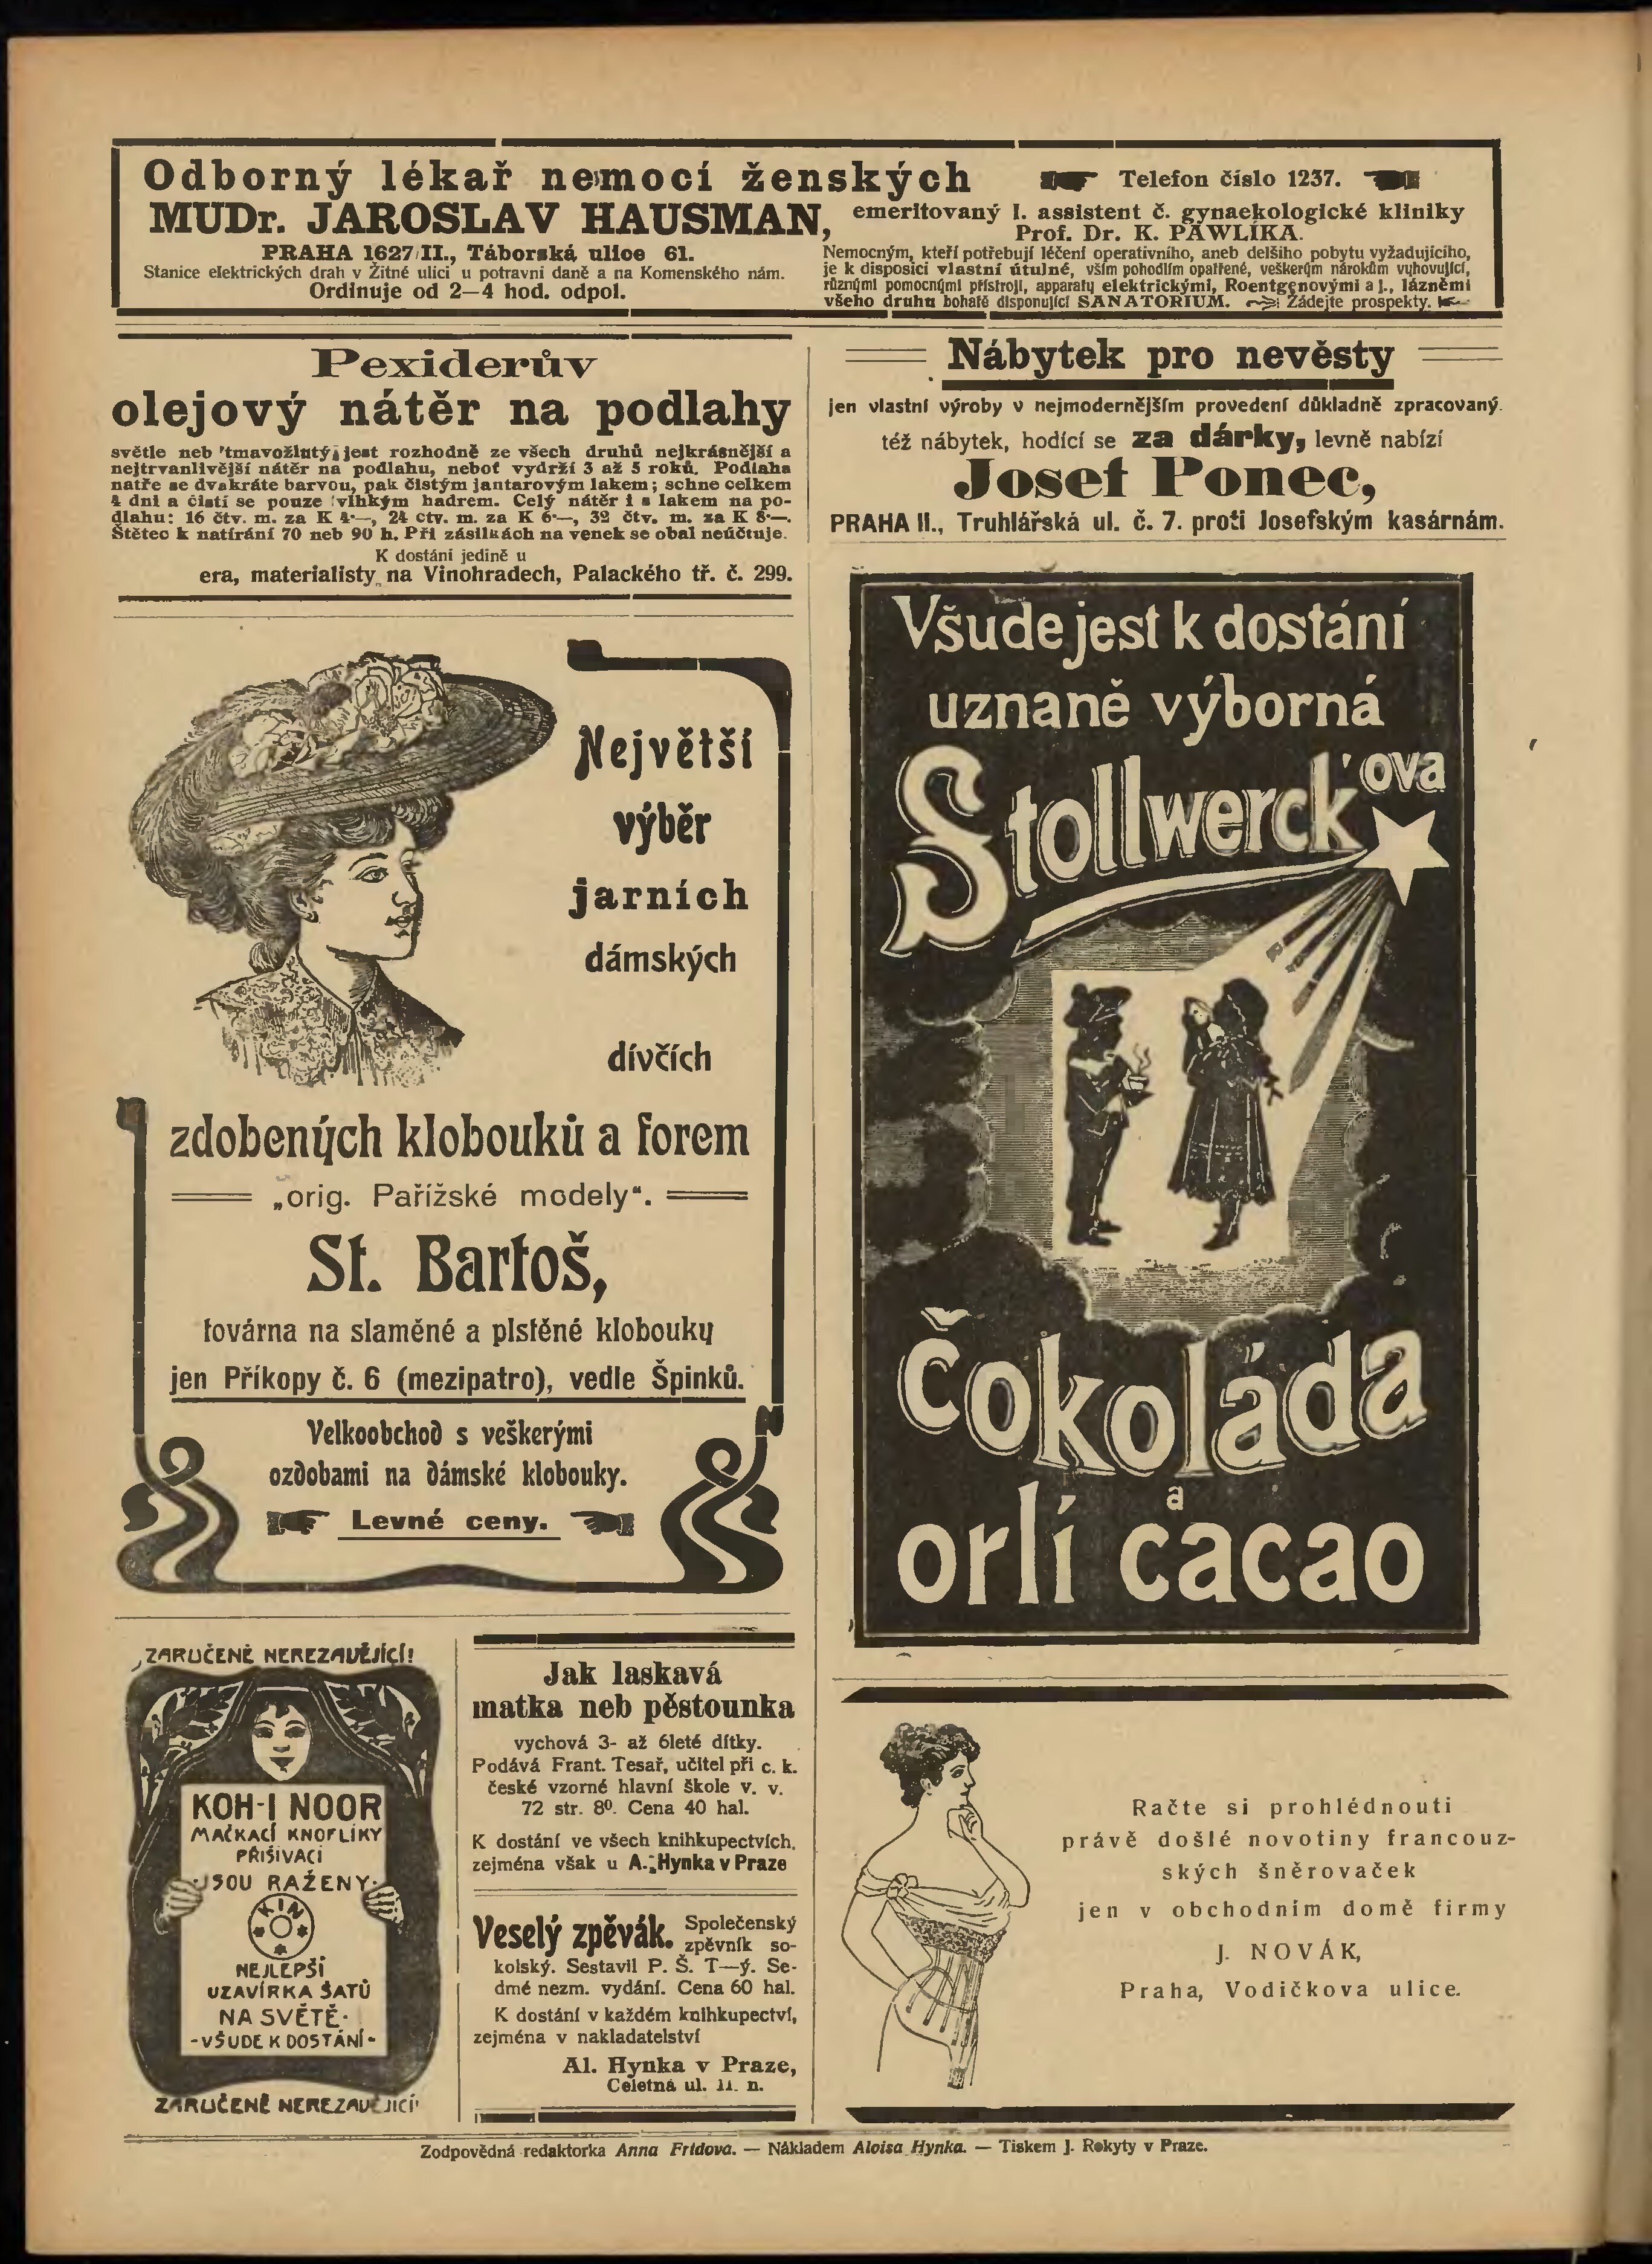 Odborný lékař nemocí ženských
Telefon číslo 1237.
MUDr. JAROSLAV HAUSMAN,
emeritovaný I. assistent č. gynaekologické kliniky
Prof. Dr. K. PAWLÍKA.
PRAHA 1627/II., Táborská ulice 61.
Stanice elektrických drah v Žitné ulici u potravní daně a na Komenského nám.
Ordinuje od 2—4 hod. odpol.
Nemocným, kteří potřebují léčení operativního, aneb delšího pobytu vyžadujícího,
je k disposici vlastní útulné, vším pohodlím opatřené, veškerým nárokům vyhovující,
různými pomocnými přístroji, apparaty elektrickými, Roentgenovými a j., lázněmi
všeho druhu bohatě disponující SANATORIUM. Žádejte prospekty.
Pexiderův
olejový nátěr na podlahy
světle neb tmavožlutý jest rozhodně ze všech druhů nejkrásnější a
nejtrvanlivější nátěr na podlahu, neboť vydrží 3 až 5 roků. Podlaha
natře se dvakráte barvou, pak čistým jantarovým lakem; schne celkem
4 dni a čistí se pouze vlhkým hadrem. Celý nátěr i s lakem na po-
dlahu: 16 čtv. m. za K 4·—, 24 čtv. m. za K 6·—, 32 čtv. m. za K 8·—.
Štětec k natírání 70 neb 90 h. Při zásilkách na venek se obal neúčtuje.
K dostání jedině u
era, materialisty na Vinohradech, Palackého tř. č. 299.
Nábytek pro nevěsty
jen vlastní výroby v nejmodernějším provedení důkladně zpracovaný.
též nábytek, hodící se za dárky, levně nabízí
Josef Ponec,
PRAHA II., Truhlářská ul. č. 7. proti Josefským kasárnám.
Největší
výběr
jarních
dámských
dívčích
zdobených klobouků a forem
„orig. Pařížské modely“.
St. Bartoš,
továrna na slaměné a plstěné klobouky
jen Příkopy č. 6 (mezipatro), vedle Špinků.
Velkoobchod s veškerými
ozdobami na dámské klobouky.
Levné ceny.
Všude jest k dostání
uznaně výborná
Stollwerck'ova
čokoláda
a
orlí cacao
ZARUČENĚ NEREZAVĚJÍCÍ!
KOH-I NOOR
MAČKACÍ KNOFLÍKY
PŘIŠIVACÍ
JSOU RAŽENY
KIN
NEJLEPŠÍ
UZAVÍRKA ŠATŮ
NA SVĚTĚ·
-VŠUDE K DOSTÁNÍ-
ZARUČENĚ NEREZAVĚJÍCÍ
Jak laskavá
matka neb pěstounka
vychová 3- až 6leté dítky.
Podává Frant. Tesař, učitel při c. k.
české vzorné hlavní škole v. v.
72 str. 8⁰. Cena 40 hal.
K dostání ve všech knihkupectvích,
zejména však u A. Hynka v Praze
Veselý zpěvák. Společenský
zpěvník so-
kolský. Sestavil P. Š. T—ý. Se-
dmé nezm. vydání. Cena 60 hal.
K dostání v každém knihkupectví,
zejména v nakladatelství
Al. Hynka v Praze,
Celetná ul. 11. n.
Račte si prohlédnouti
právě došlé novotiny francouz-
ských šněrovaček
jen v obchodním domě firmy
J. NOVÁK,
Praha, Vodičkova ulice.
Zodpovědná redaktorka Anna Fridova. — Nákladem Aloisa Hynka. — Tiskem J. Rokyty v Praze.